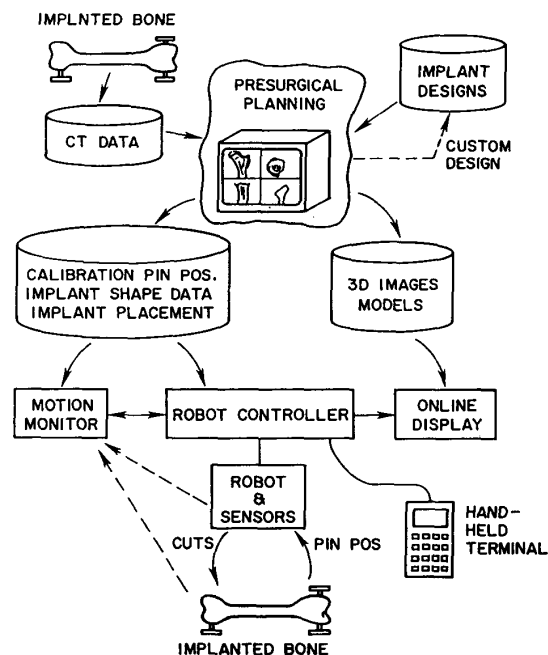 IMPLNTED BONE
CT DATA
PRESURGICAL
PLANNING
IMPLANT
DESIGNS
CUSTOM
DESIGN
CALIBRATION PIN POS.
IMPLANT SHAPE DATA
IMPLANT PLACEMENT
3D IMAGES
MODELS
MOTION
MONITOR
ROBOT CONTROLLER
ONLINE
DISPLAY
ROBOT
&
SENSORS
HAND-
HELD
TERMINAL
CUTS
PIN POS
IMPLANTED BONE